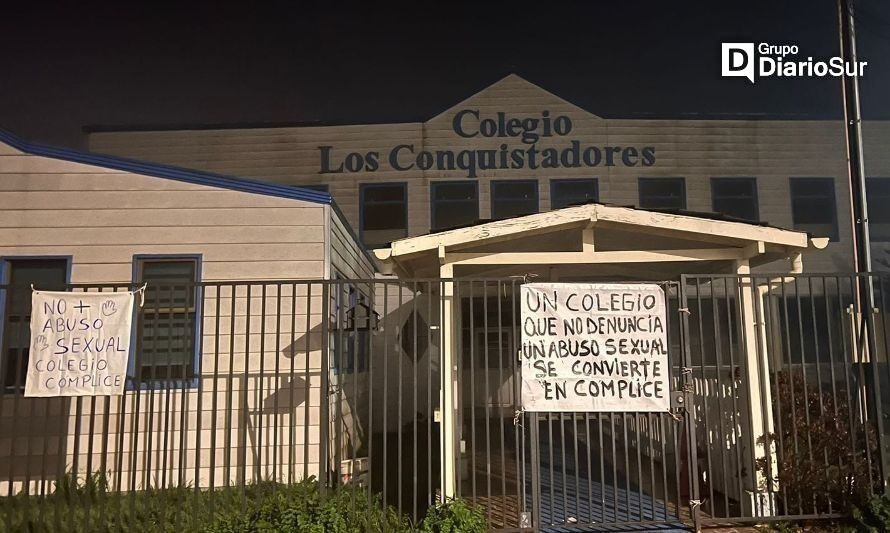 Grupo
DiarioSur
Colegio
Los Conquistadores
NO +
ABUSO
SEXUAL
COLEGIO
COMPLICE
UN COLEGIO
QUE NO DENUNCIA
UN ABUSO SEXUAL
SE CONVIERTE
EN COMPLICE